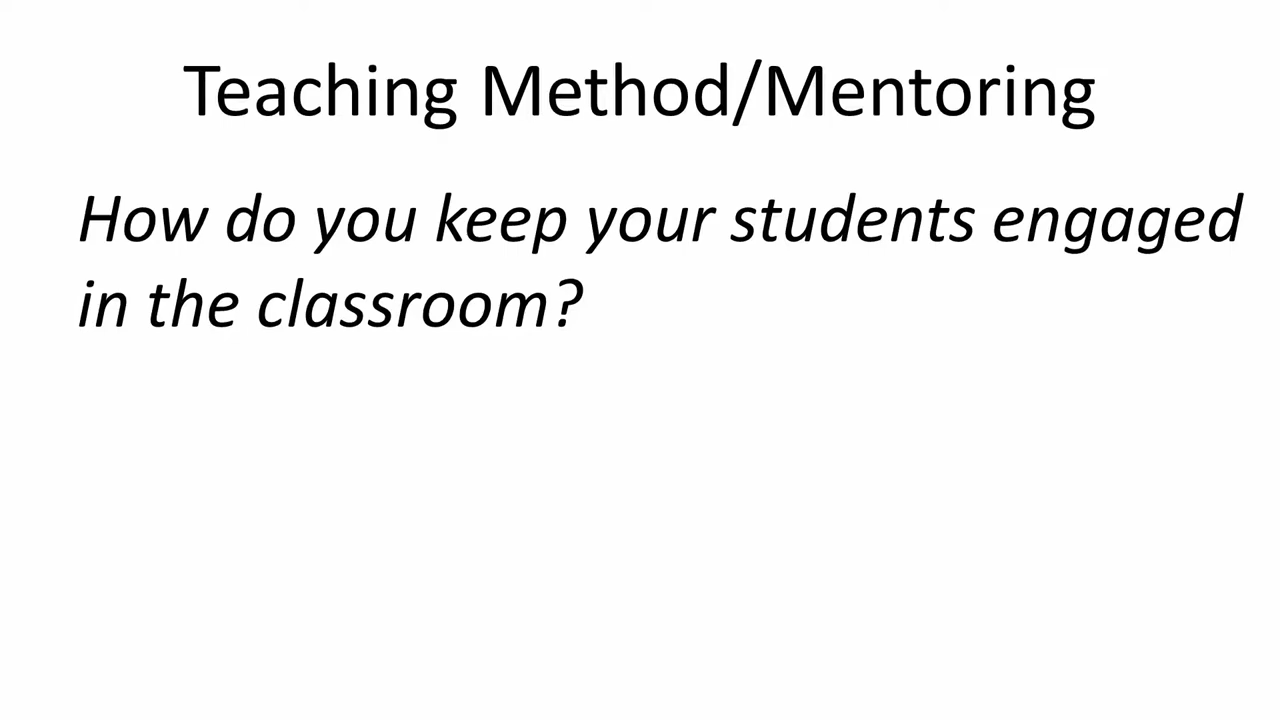 Teaching Method/Mentoring
How do you keep your students engaged
in the classroom?